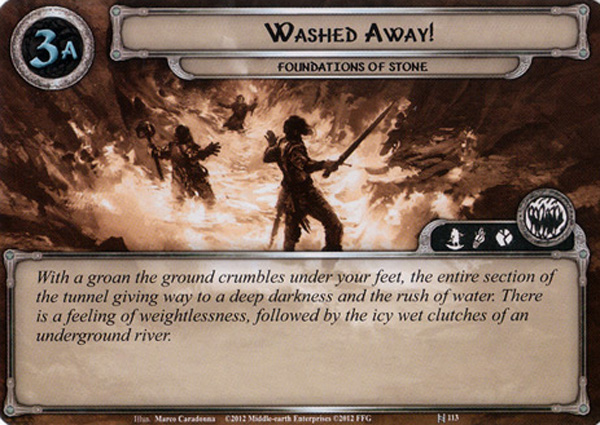 3A
WASHED AWAY!
FOUNDATIONS OF STONE
With a groan the ground crumbles under your feet, the entire section of
the tunnel giving way to a deep darkness and the rush of water. There
is a feeling of weightlessness, followed by the icy wet clutches of an
underground river.
Illus. Marco Caradonna ©2012 Middle-earth Enterprises ©2012 FFG 113